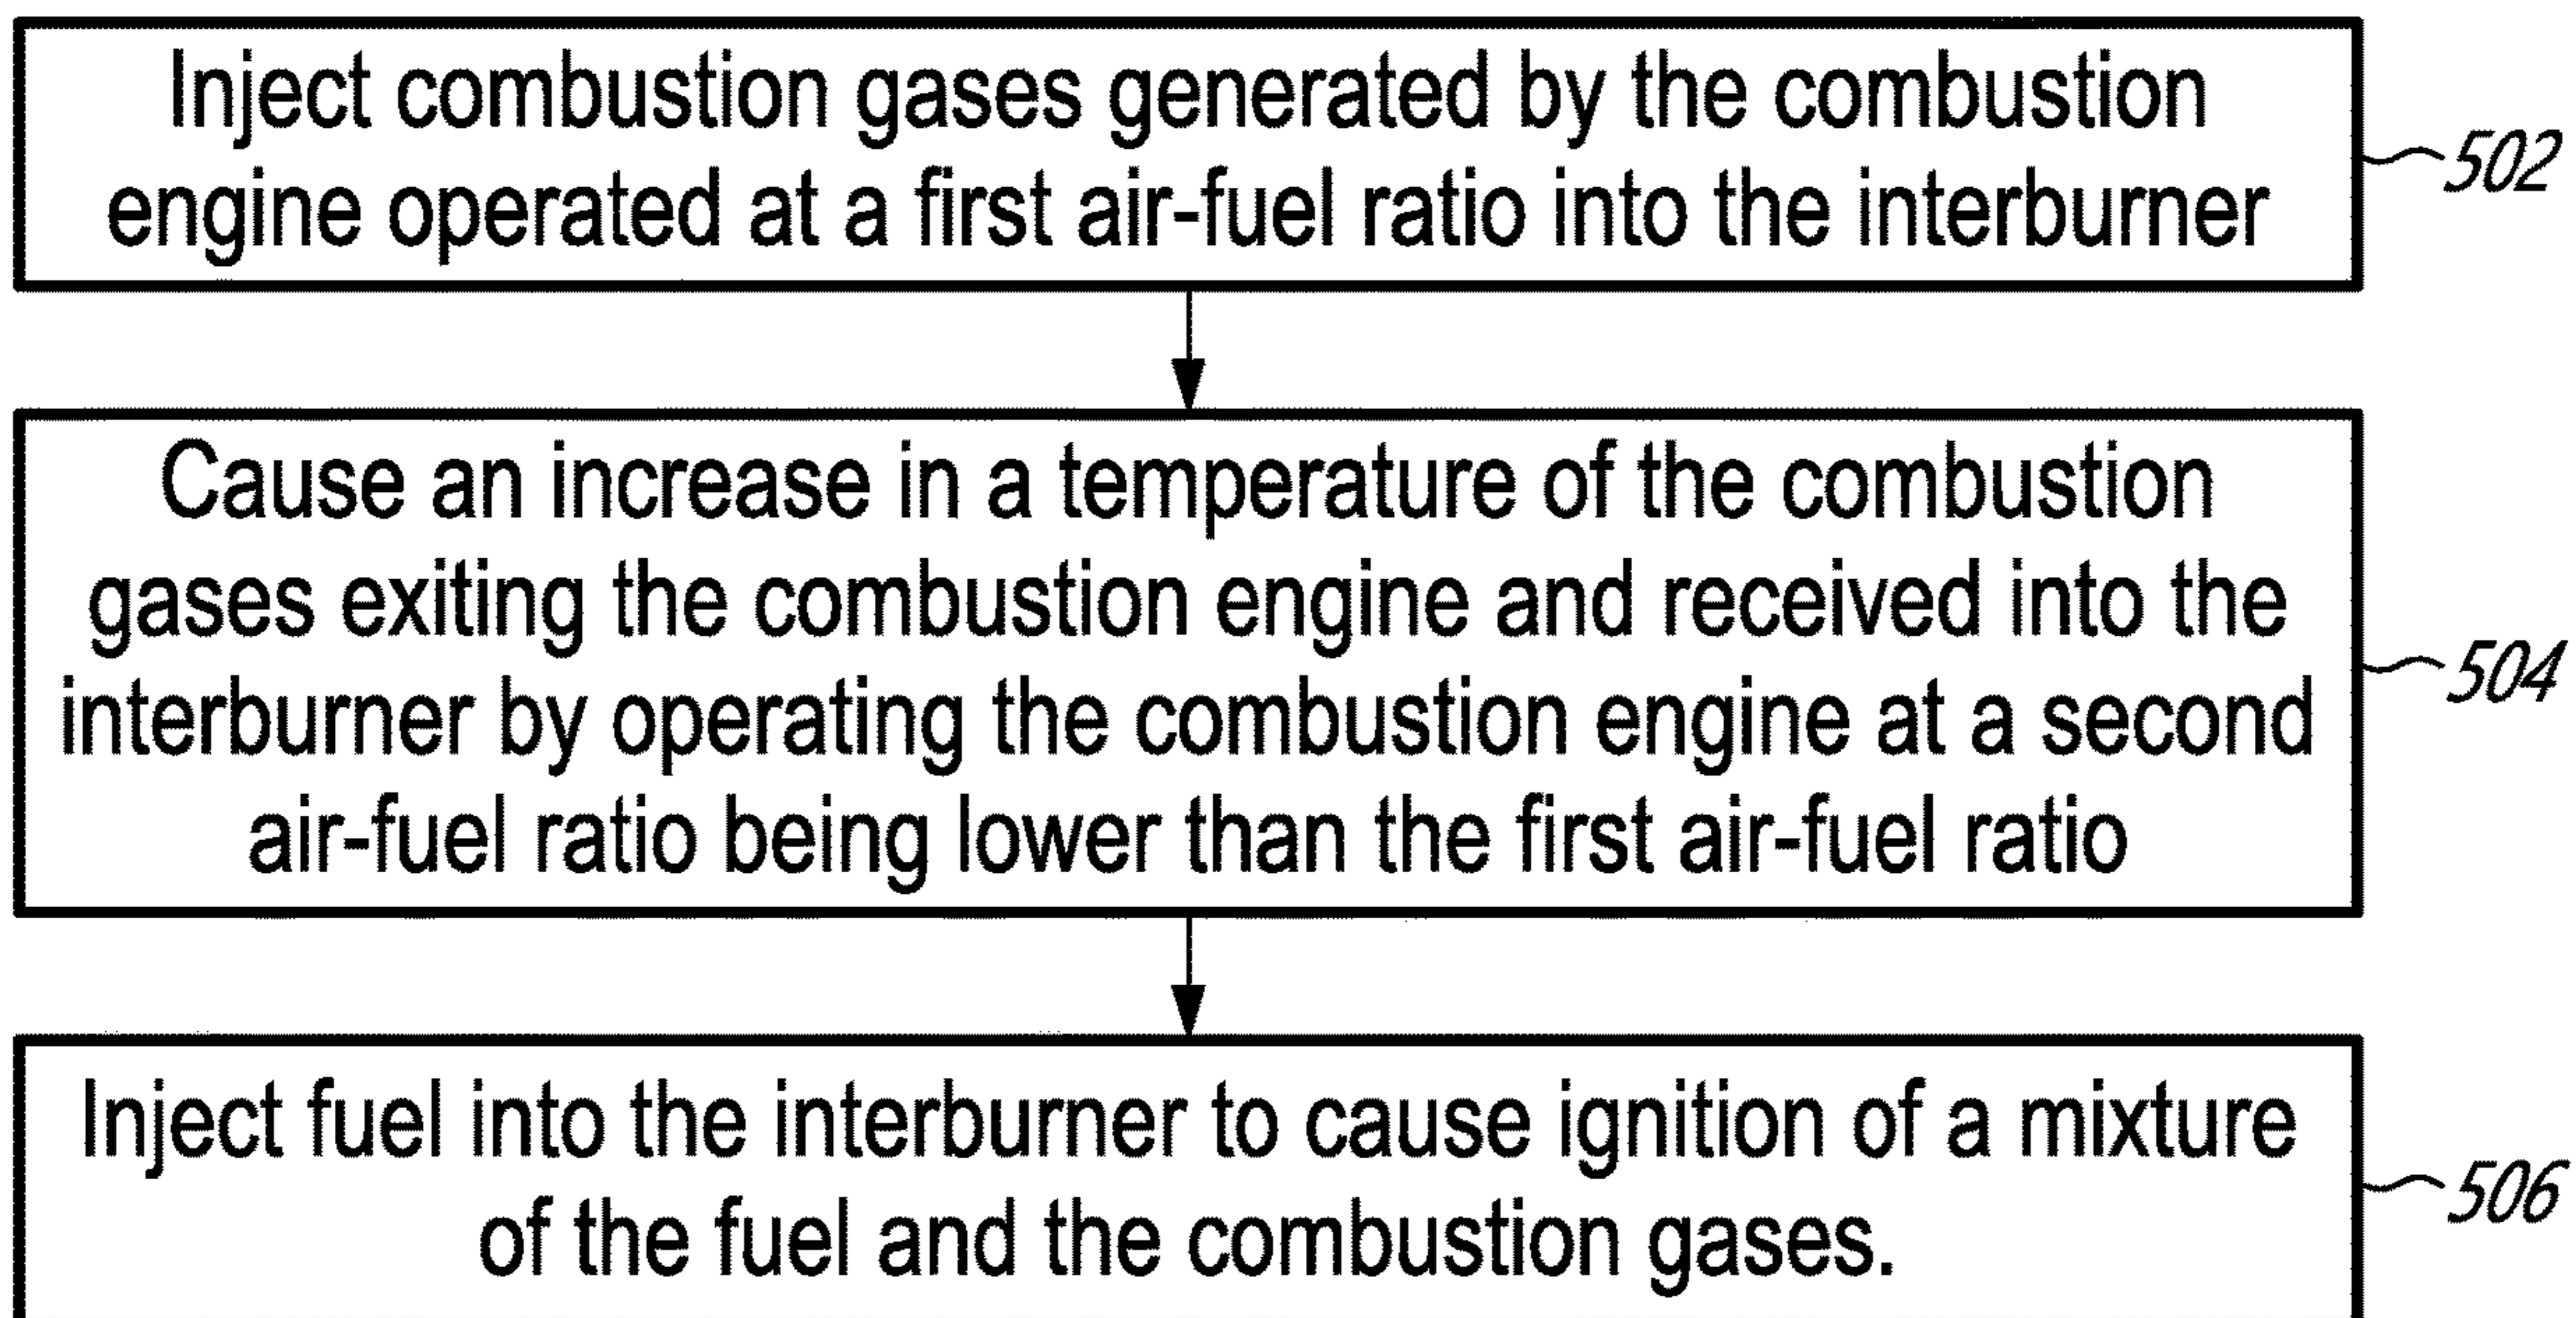 Inject combustion gases generated by the combustion
engine operated at a first air-fuel ratio into the interburner
502
Cause an increase in a temperature of the combustion
gases exiting the combustion engine and received into the
interburner by operating the combustion engine at a second
air-fuel ratio being lower than the first air-fuel ratio
504
Inject fuel into the interburner to cause ignition of a mixture
of the fuel and the combustion gases.
506